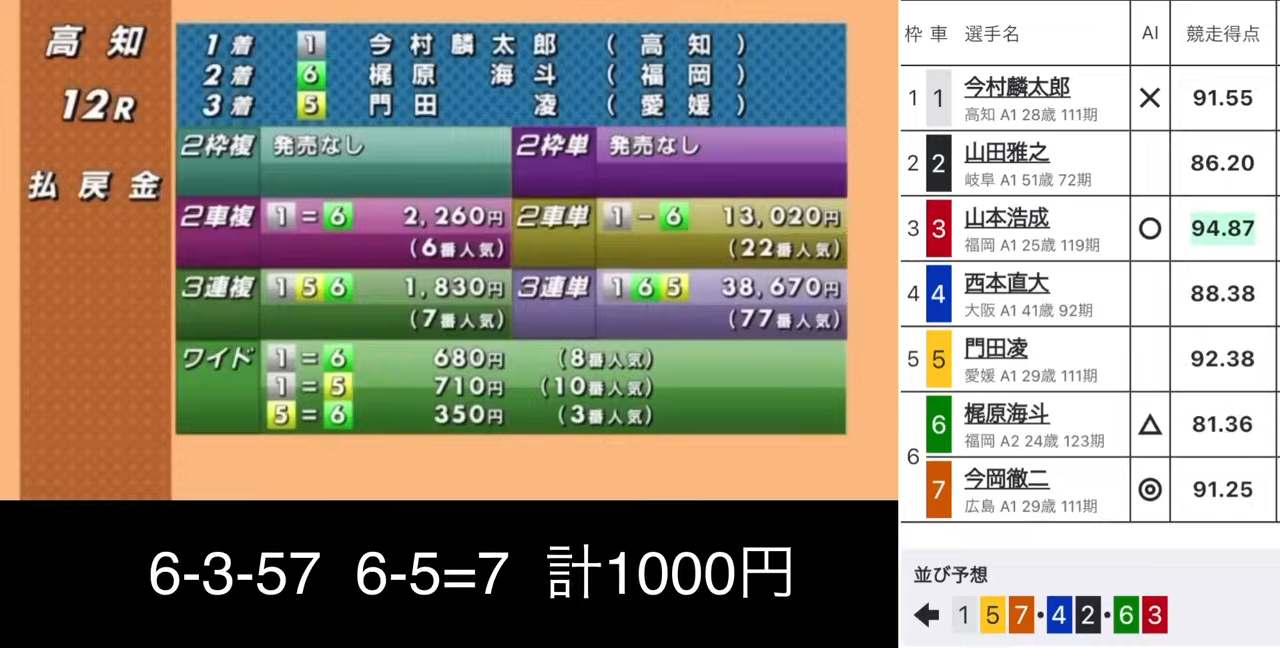 高知
12R
払戻金
1着 1 今村麟太郎 (高知)
2着 6 梶原海斗 (福岡)
3着 5 門田凌 (愛媛)
2枠複 発売なし 2枠単 発売なし
2車複 1=6 2,260円 2車単 1-6 13,020円
(6番人気) (22番人気)
3連複 1 5 6 1,830円 3連単 1 6 5 38,670円
(7番人気) (77番人気)
ワイド 1=6 680円 (8番人気)
1=5 710円 (10番人気)
5=6 350円 (3番人気)
6-3-57 6-5=7 計1000円
枠 車 選手名 AI 競走得点
1 1 今村麟太郎 × 91.55
高知 A1 28歳 111期
2 2 山田雅之 86.20
岐阜 A1 51歳 72期
3 3 山本浩成 ○ 94.87
福岡 A1 25歳 119期
4 4 西本直大 88.38
大阪 A1 41歳 92期
5 5 門田凌 92.38
愛媛 A1 29歳 111期
6 6 梶原海斗 △ 81.36
福岡 A2 24歳 123期
7 今岡徹二 ◎ 91.25
広島 A1 29歳 111期
並び予想
← 1 5 7・4 2・6 3